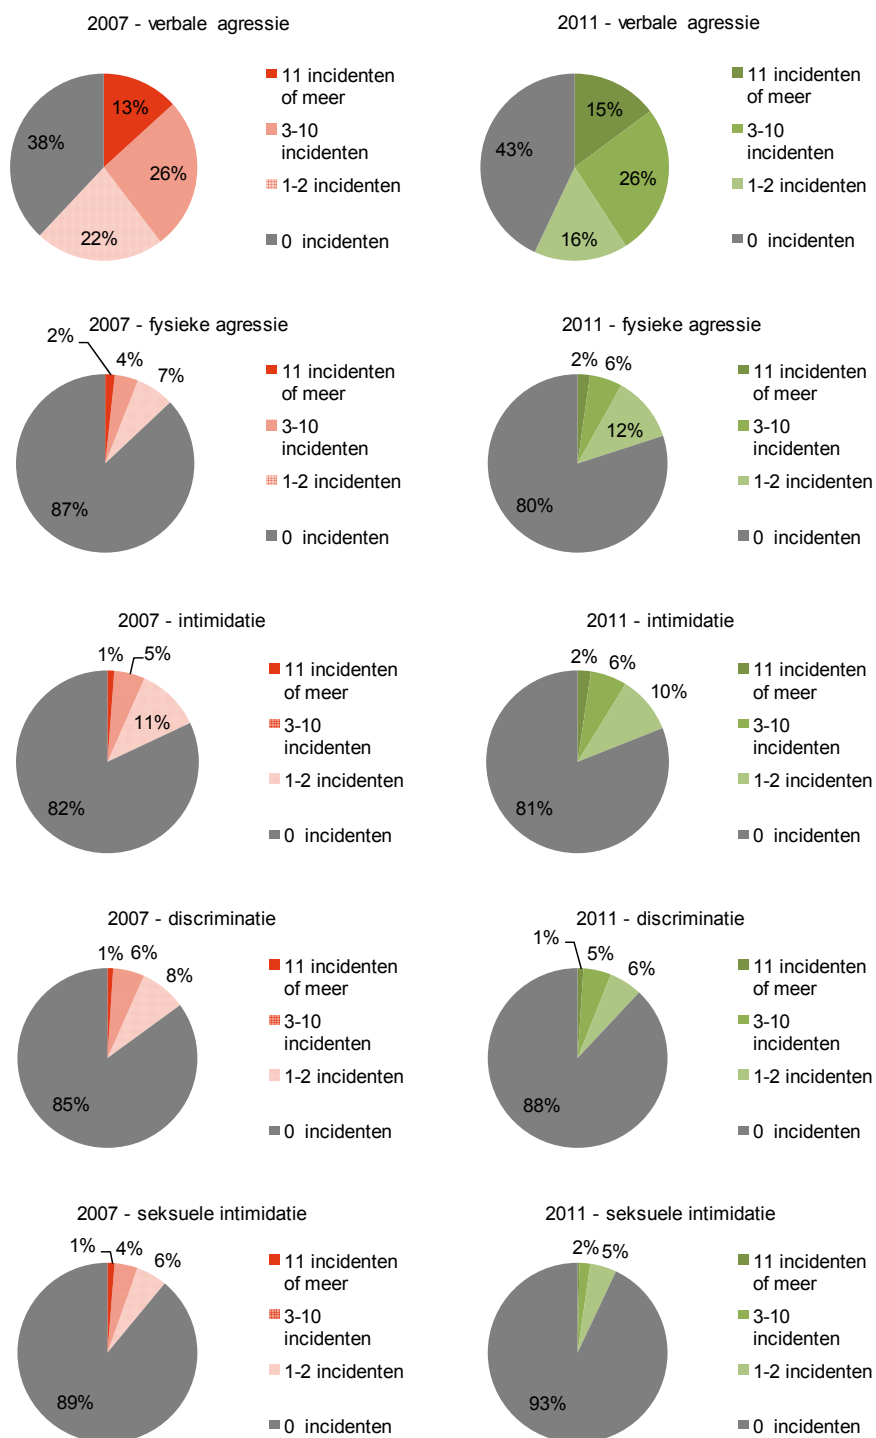 2007 - verbale agressie
13%
26%
22%
38%
11 incidenten
of meer
3-10
incidenten
1-2 incidenten
0 incidenten
2011 - verbale agressie
15%
26%
16%
43%
11 incidenten
of meer
3-10
incidenten
1-2 incidenten
0 incidenten
2007 - fysieke agressie
2%
4%
7%
87%
11 incidenten
of meer
3-10
incidenten
1-2 incidenten
0 incidenten
2011 - fysieke agressie
2%
6%
12%
80%
11 incidenten
of meer
3-10
incidenten
1-2 incidenten
0 incidenten
2007 - intimidatie
1%
5%
11%
82%
11 incidenten
of meer
3-10
incidenten
1-2 incidenten
0 incidenten
2011 - intimidatie
2%
6%
10%
81%
11 incidenten
of meer
3-10
incidenten
1-2 incidenten
0 incidenten
2007 - discriminatie
1%
6%
8%
85%
11 incidenten
of meer
3-10
incidenten
1-2 incidenten
0 incidenten
2011 - discriminatie
1%
5%
6%
88%
11 incidenten
of meer
3-10
incidenten
1-2 incidenten
0 incidenten
2007 - seksuele intimidatie
1%
4%
6%
89%
11 incidenten
of meer
3-10
incidenten
1-2 incidenten
0 incidenten
2011 - seksuele intimidatie
2%
5%
93%
11 incidenten
of meer
3-10
incidenten
1-2 incidenten
0 incidenten